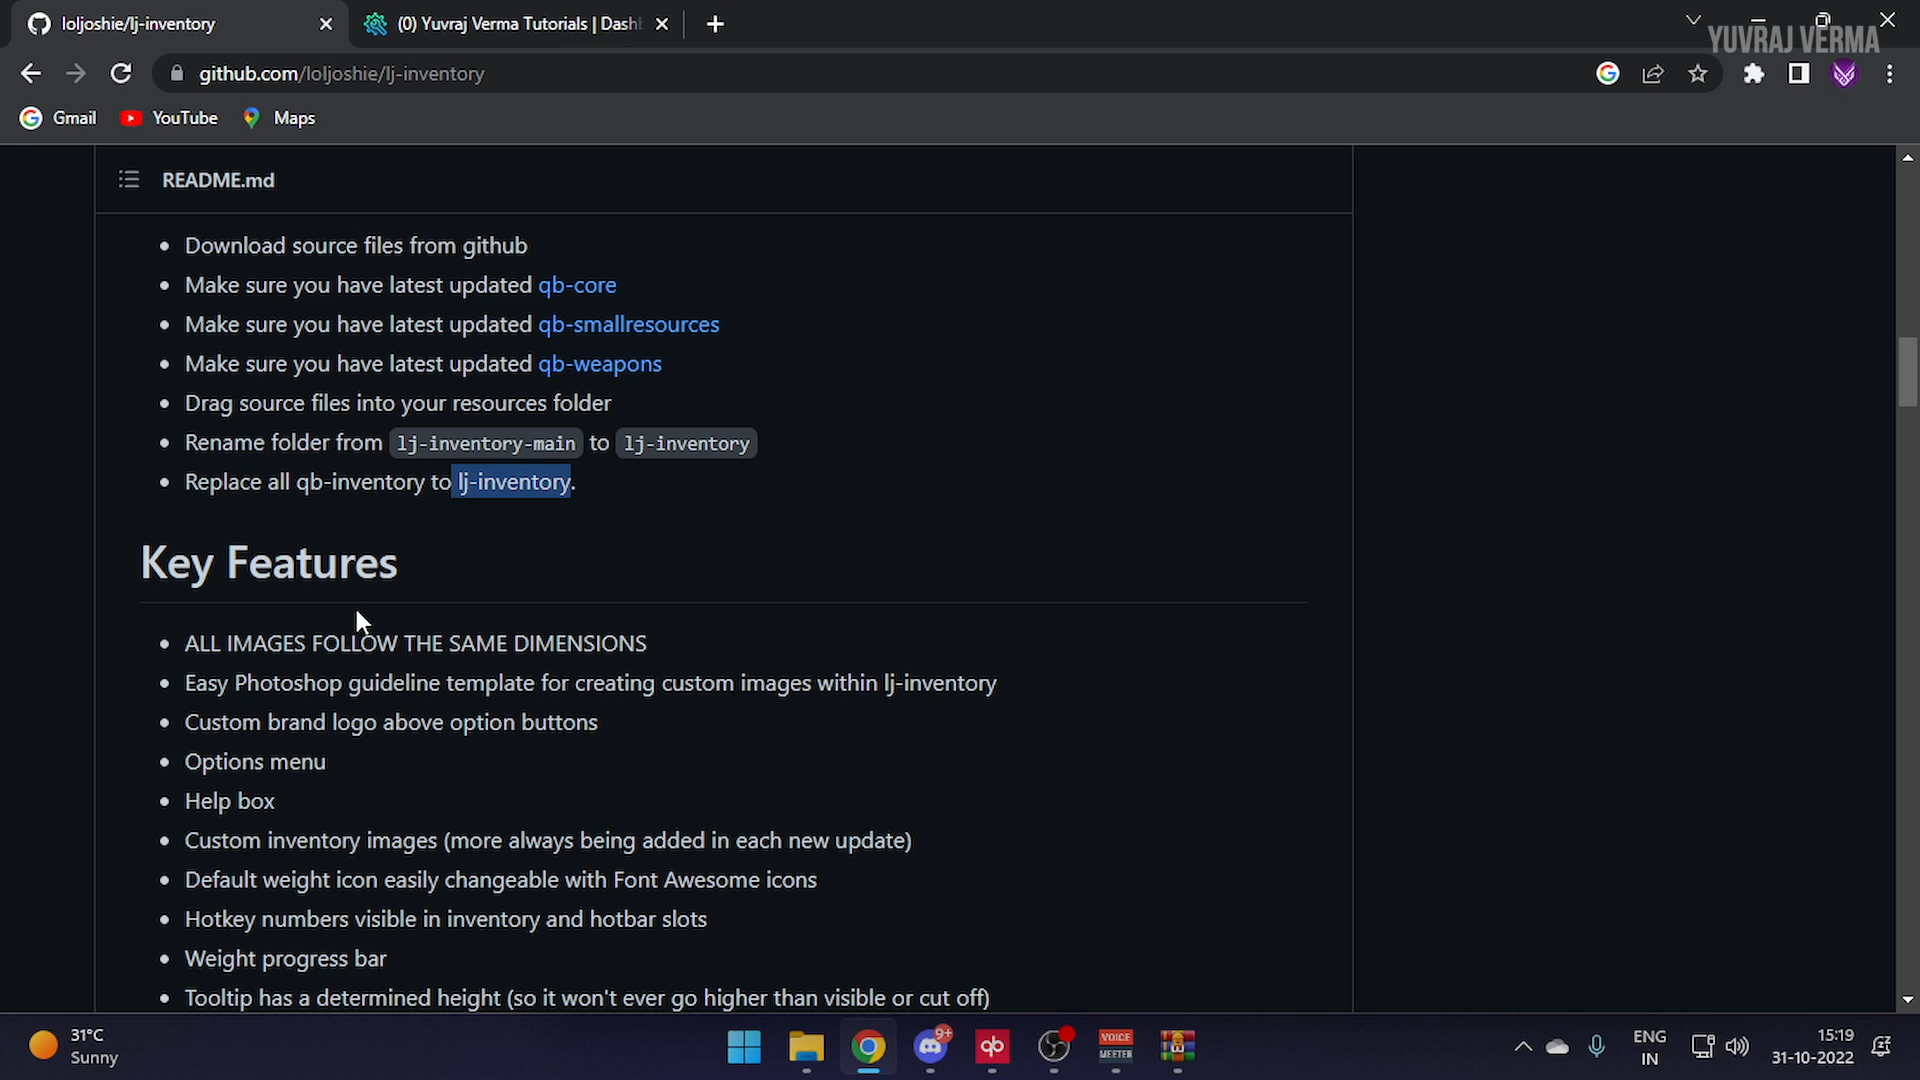 loljoshie/lj-inventory
(0) Yuvraj Verma Tutorials | Dash
YUVRAJ VERMA
github.com/loljoshie/lj-inventory
Gmail
YouTube
Maps
README.md
Download source files from github
Make sure you have latest updated qb-core
Make sure you have latest updated qb-smallresources
Make sure you have latest updated qb-weapons
Drag source files into your resources folder
Rename folder from lj-inventory-main to lj-inventory
Replace all qb-inventory to lj-inventory.
Key Features
ALL IMAGES FOLLOW THE SAME DIMENSIONS
Easy Photoshop guideline template for creating custom images within lj-inventory
Custom brand logo above option buttons
Options menu
Help box
Custom inventory images (more always being added in each new update)
Default weight icon easily changeable with Font Awesome icons
Hotkey numbers visible in inventory and hotbar slots
Weight progress bar
Tooltip has a determined height (so it won't ever go higher than visible or cut off)
31°C
Sunny
9+
qb
VOICE
MEETER
ENG
IN
15:19
31-10-2022